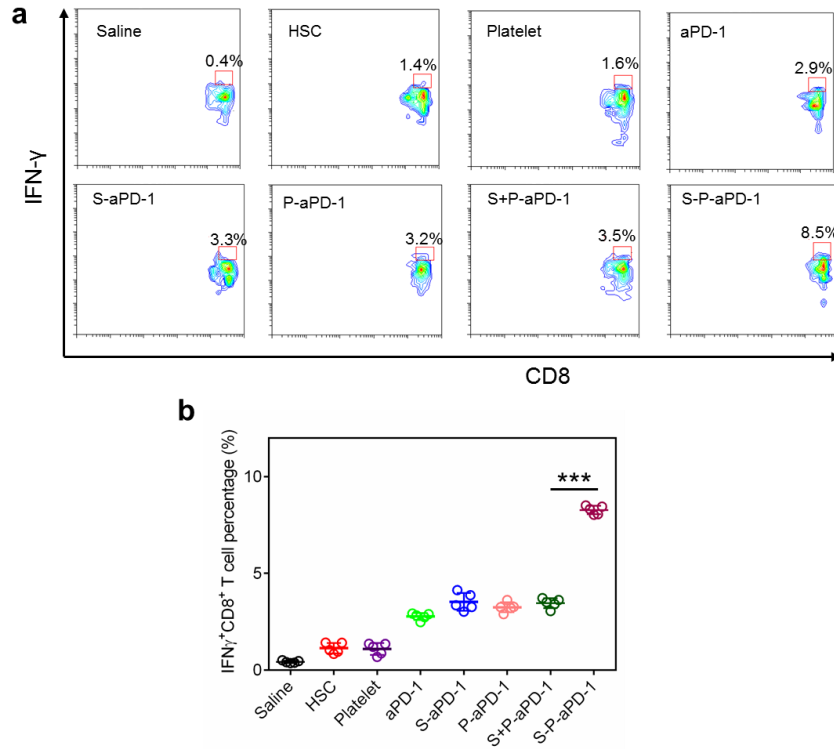 a
Saline
0.4%
HSC
1.4%
Platelet
1.6%
aPD-1
2.9%
S-aPD-1
3.3%
P-aPD-1
3.2%
S+P-aPD-1
3.5%
S-P-aPD-1
8.5%
IFN-γ
CD8
b
IFNγ⁺CD8⁺ T cell percentage (%)
10
5
0
***
Saline
HSC
Platelet
aPD-1
S-aPD-1
P-aPD-1
S+P-aPD-1
S-P-aPD-1